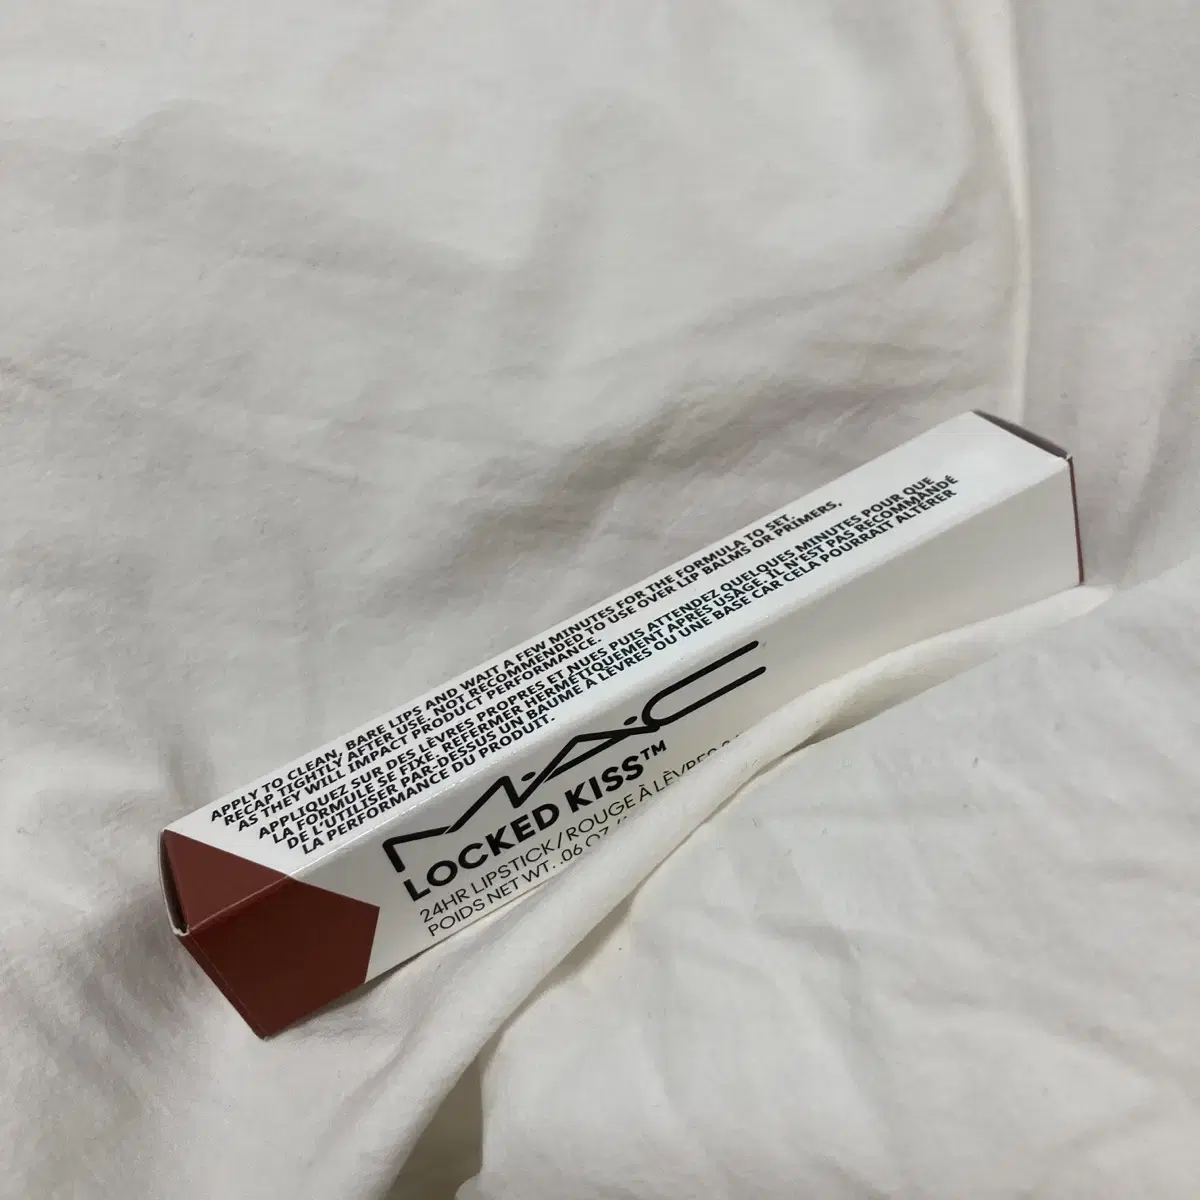 APPLY TO CLEAN, BARE LIPS AND WAIT A FEW MINUTES FOR THE FORMULA TO SET.
RECAP TIGHTLY AFTER USE. NOT RECOMMENDED TO USE OVER LIP BALMS OR PRIMERS,
AS THEY WILL IMPACT PRODUCT PERFORMANCE.
APPLIQUEZ SUR DES LÈVRES PROPRES ET NUES PUIS ATTENDEZ QUELQUES MINUTES POUR QUE
LA FORMULE SE FIXE. REFERMER HERMÉTIQUEMENT APRÈS USAGE. IL N'EST PAS RECOMMANDÉ
DE L'UTILISER PAR-DESSUS UN BAUME À LÈVRES OU UNE BASE CAR CELA POURRAIT ALTÉRER
LA PERFORMANCE DU PRODUIT.
M·A·C
LOCKED KISS™
24HR LIPSTICK / ROUGE À LÈVRES
POIDS NET WT. .06 OZ